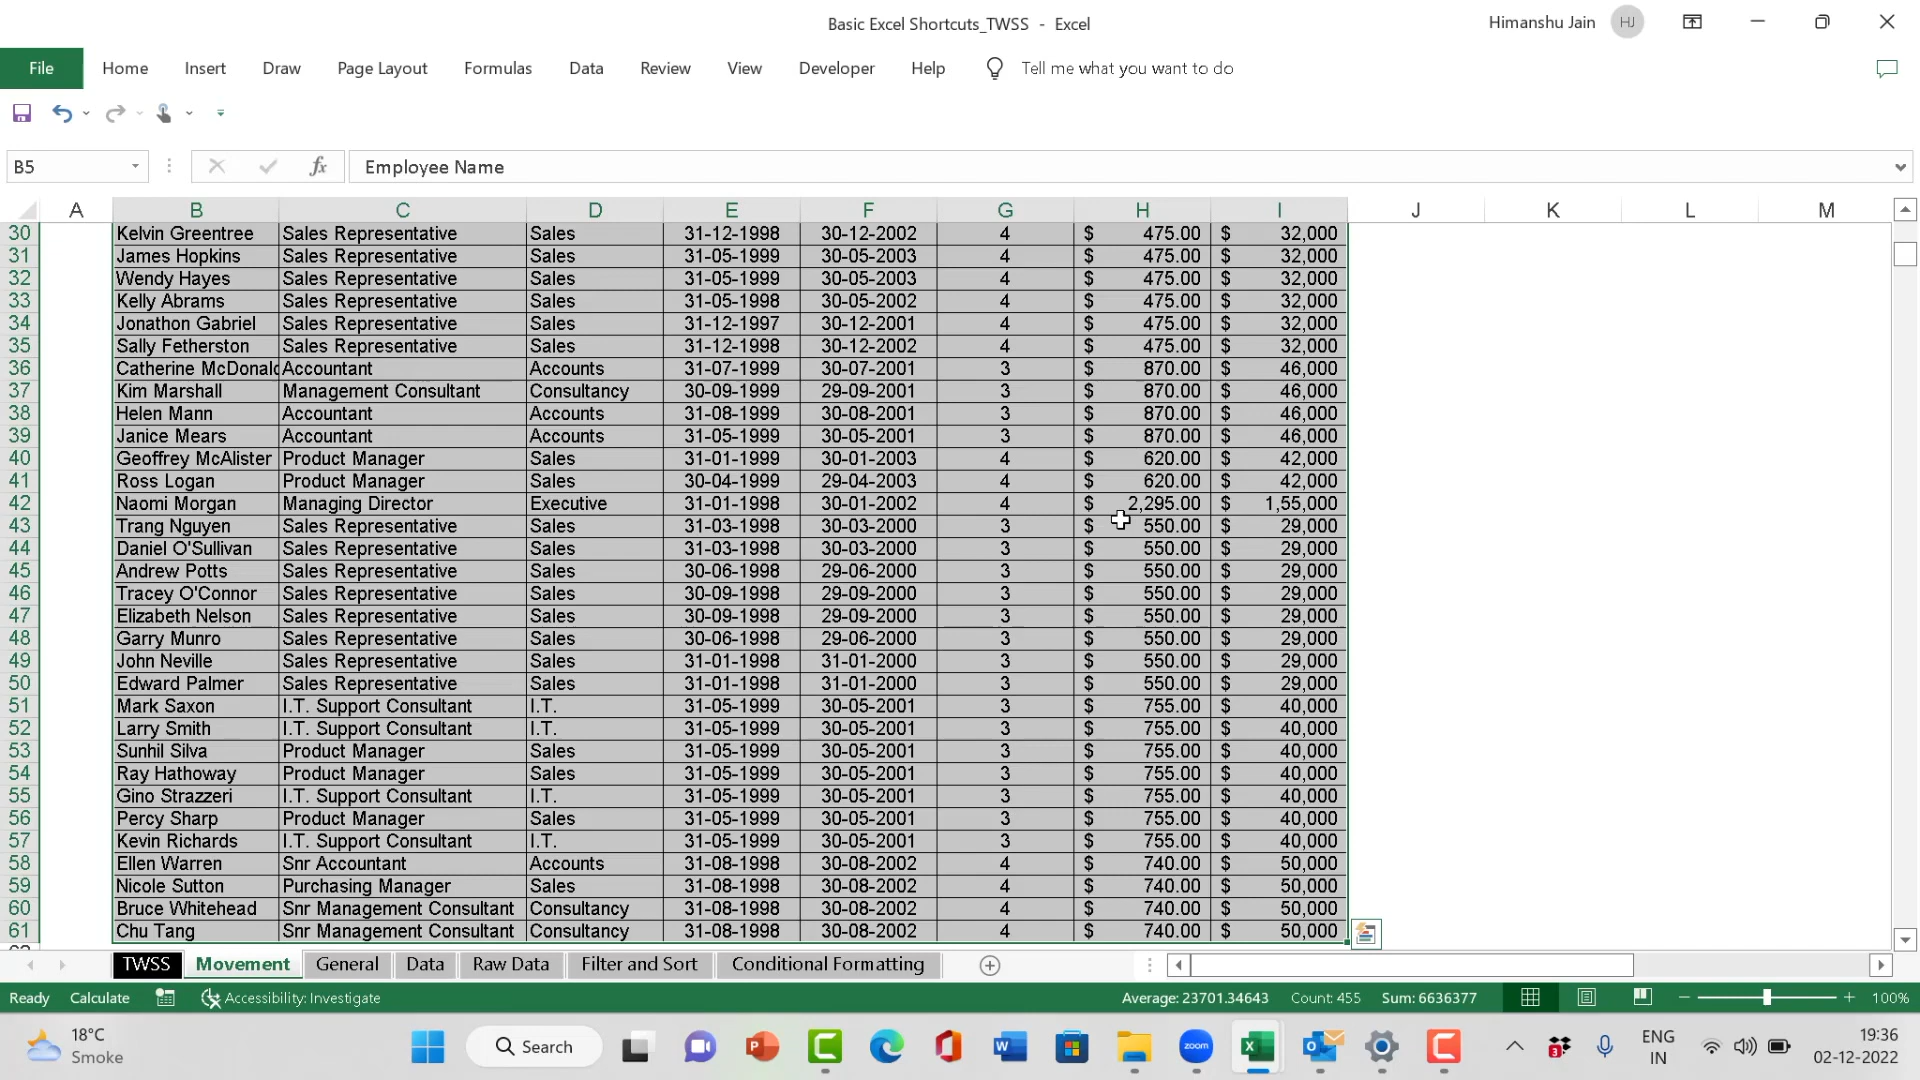 Basic Excel Shortcuts_TWSS - Excel
Himanshu Jain HJ
File Home Insert Draw Page Layout Formulas Data Review View Developer Help Tell me what you want to do
B5 fx Employee Name
A B C D E F G H I J K L M
30 Kelvin Greentree Sales Representative Sales 31-12-1998 30-12-2002 4 $ 475.00 $ 32,000
31 James Hopkins Sales Representative Sales 31-05-1999 30-05-2003 4 $ 475.00 $ 32,000
32 Wendy Hayes Sales Representative Sales 31-05-1999 30-05-2003 4 $ 475.00 $ 32,000
33 Kelly Abrams Sales Representative Sales 31-05-1998 30-05-2002 4 $ 475.00 $ 32,000
34 Jonathon Gabriel Sales Representative Sales 31-12-1997 30-12-2001 4 $ 475.00 $ 32,000
35 Sally Fetherston Sales Representative Sales 31-12-1998 30-12-2002 4 $ 475.00 $ 32,000
36 Catherine McDonald Accountant Accounts 31-07-1999 30-07-2001 3 $ 870.00 $ 46,000
37 Kim Marshall Management Consultant Consultancy 30-09-1999 29-09-2001 3 $ 870.00 $ 46,000
38 Helen Mann Accountant Accounts 31-08-1999 30-08-2001 3 $ 870.00 $ 46,000
39 Janice Mears Accountant Accounts 31-05-1999 30-05-2001 3 $ 870.00 $ 46,000
40 Geoffrey McAlister Product Manager Sales 31-01-1999 30-01-2003 4 $ 620.00 $ 42,000
41 Ross Logan Product Manager Sales 30-04-1999 29-04-2003 4 $ 620.00 $ 42,000
42 Naomi Morgan Managing Director Executive 31-01-1998 30-01-2002 4 $ 2,295.00 $ 1,55,000
43 Trang Nguyen Sales Representative Sales 31-03-1998 30-03-2000 3 $ 550.00 $ 29,000
44 Daniel O'Sullivan Sales Representative Sales 31-03-1998 30-03-2000 3 $ 550.00 $ 29,000
45 Andrew Potts Sales Representative Sales 30-06-1998 29-06-2000 3 $ 550.00 $ 29,000
46 Tracey O'Connor Sales Representative Sales 30-09-1998 29-09-2000 3 $ 550.00 $ 29,000
47 Elizabeth Nelson Sales Representative Sales 30-09-1998 29-09-2000 3 $ 550.00 $ 29,000
48 Garry Munro Sales Representative Sales 30-06-1998 29-06-2000 3 $ 550.00 $ 29,000
49 John Neville Sales Representative Sales 31-01-1998 31-01-2000 3 $ 550.00 $ 29,000
50 Edward Palmer Sales Representative Sales 31-01-1998 31-01-2000 3 $ 550.00 $ 29,000
51 Mark Saxon I.T. Support Consultant I.T. 31-05-1999 30-05-2001 3 $ 755.00 $ 40,000
52 Larry Smith I.T. Support Consultant I.T. 31-05-1999 30-05-2001 3 $ 755.00 $ 40,000
53 Sunhil Silva Product Manager Sales 31-05-1999 30-05-2001 3 $ 755.00 $ 40,000
54 Ray Hathoway Product Manager Sales 31-05-1999 30-05-2001 3 $ 755.00 $ 40,000
55 Gino Strazzeri I.T. Support Consultant I.T. 31-05-1999 30-05-2001 3 $ 755.00 $ 40,000
56 Percy Sharp Product Manager Sales 31-05-1999 30-05-2001 3 $ 755.00 $ 40,000
57 Kevin Richards I.T. Support Consultant I.T. 31-05-1999 30-05-2001 3 $ 755.00 $ 40,000
58 Ellen Warren Snr Accountant Accounts 31-08-1998 30-08-2002 4 $ 740.00 $ 50,000
59 Nicole Sutton Purchasing Manager Sales 31-08-1998 30-08-2002 4 $ 740.00 $ 50,000
60 Bruce Whitehead Snr Management Consultant Consultancy 31-08-1998 30-08-2002 4 $ 740.00 $ 50,000
61 Chu Tang Snr Management Consultant Consultancy 31-08-1998 30-08-2002 4 $ 740.00 $ 50,000
TWSS Movement General Data Raw Data Filter and Sort Conditional Formatting
Ready Calculate Accessibility: Investigate Average: 23701.34643 Count: 455 Sum: 6636377 100%
18°C
Smoke
Search
zoom
3
ENG
IN
19:36
02-12-2022